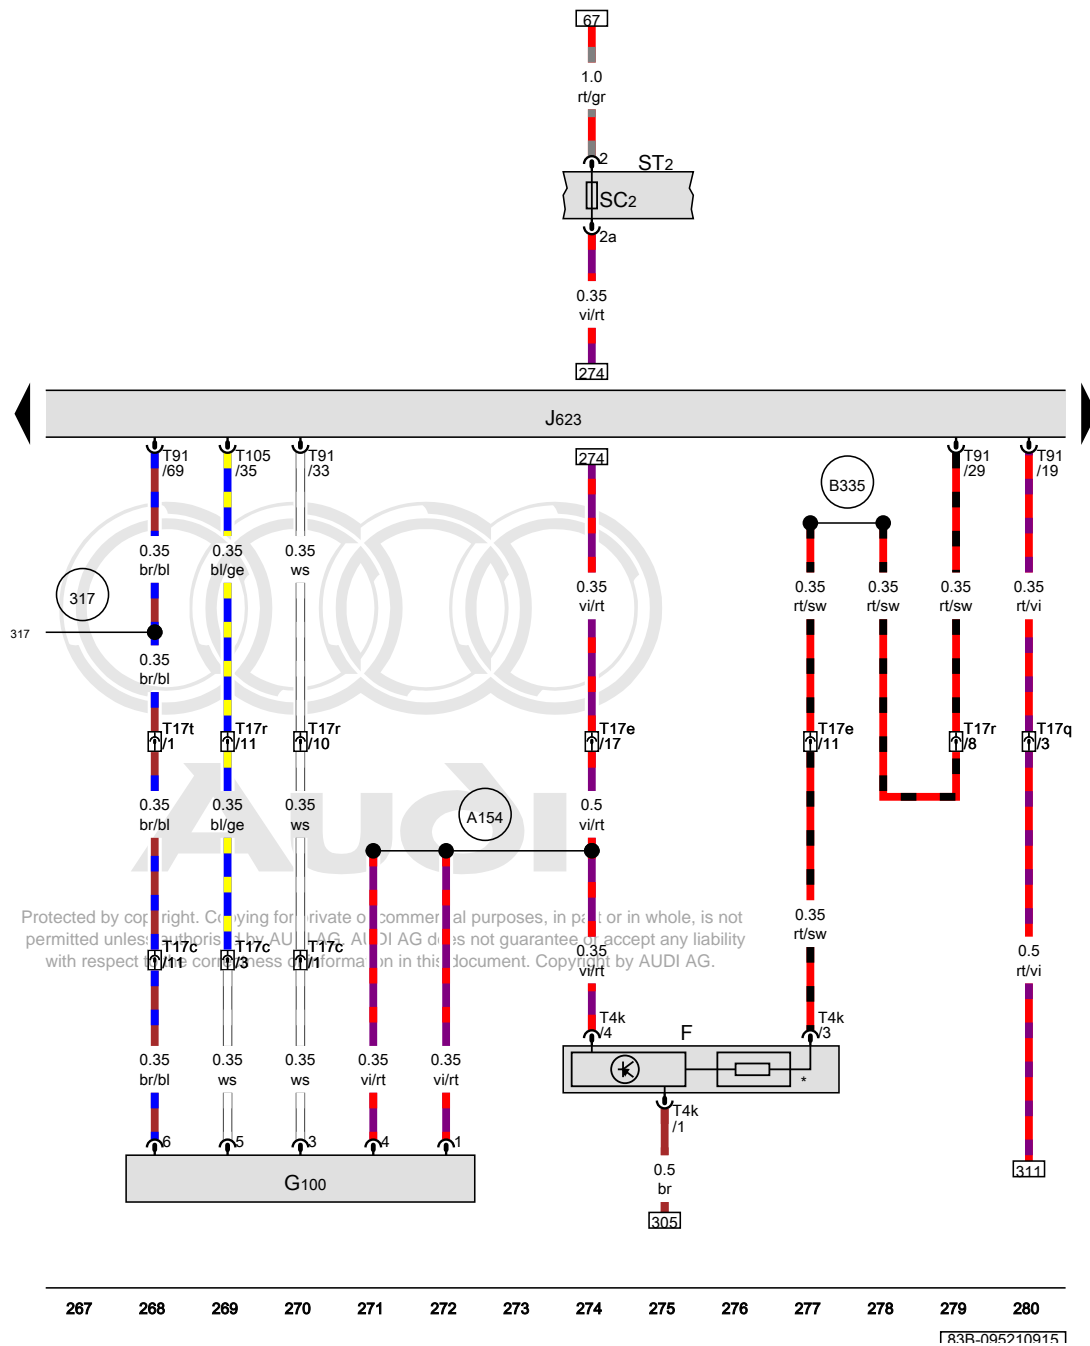 67
1.0
rt/gr
2
ST2
SC2
2a
0.35
vi/rt
274
J623
T91
/69
T105
/35
T91
/33
274
T91
/29
T91
/19
B335
0.35
br/bl
0.35
bl/ge
0.35
ws
0.35
vi/rt
0.35
rt/sw
0.35
rt/sw
0.35
rt/sw
0.35
rt/vi
317
317
0.35
br/bl
T17t
/1
T17r
/11
T17r
/10
T17e
/17
T17e
/11
T17r
/8
T17q
/3
0.35
br/bl
0.35
bl/ge
0.35
ws
A154
0.5
vi/rt
Audi
Protected by copyright. Copying for private or commercial purposes, in part or in whole, is not
permitted unless authorised by AUDI AG. AUDI AG does not guarantee or accept any liability
with respect to the correctness of information in this document. Copyright by AUDI AG.
0.35
rt/sw
T17c
/11
T17c
/3
T17c
/1
0.35
vi/rt
0.5
rt/vi
T4k
/4
F
T4k
/3
0.35
br/bl
0.35
ws
0.35
ws
0.35
vi/rt
0.35
vi/rt
*
T4k
/1
6
5
3
4
1
G100
0.5
br
305
311
267 268 269 270 271 272 273 274 275 276 277 278 279 280
83B-095210915